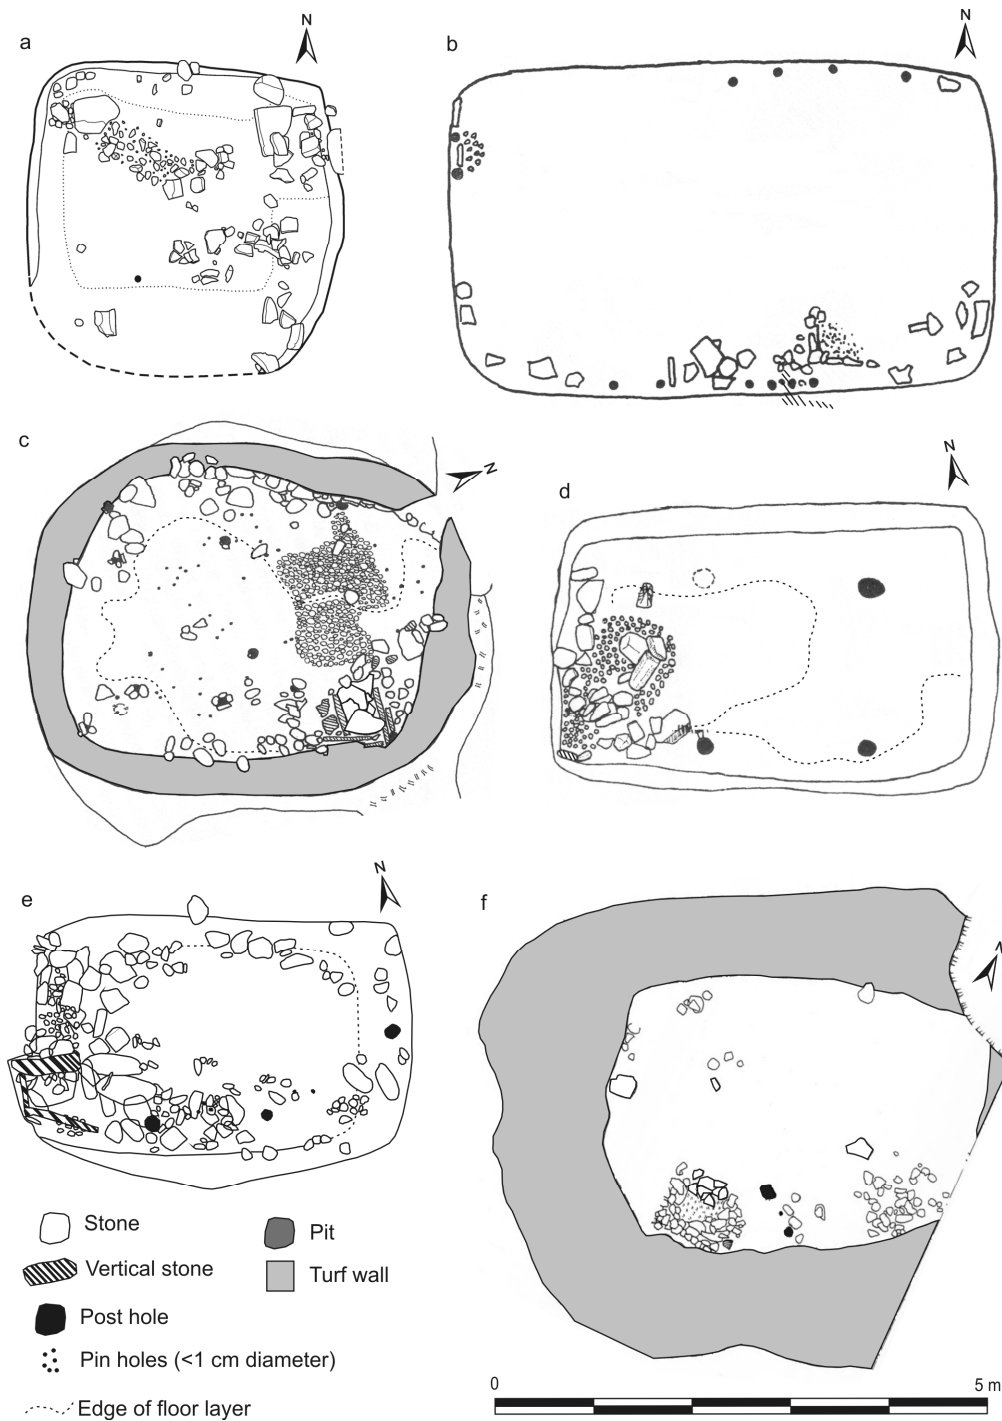 a
N
b
N
c
N
d
N
e
N
f
N
Stone
Pit
Vertical stone
Turf wall
Post hole
Pin holes (<1 cm diameter)
Edge of floor layer
0
5 m